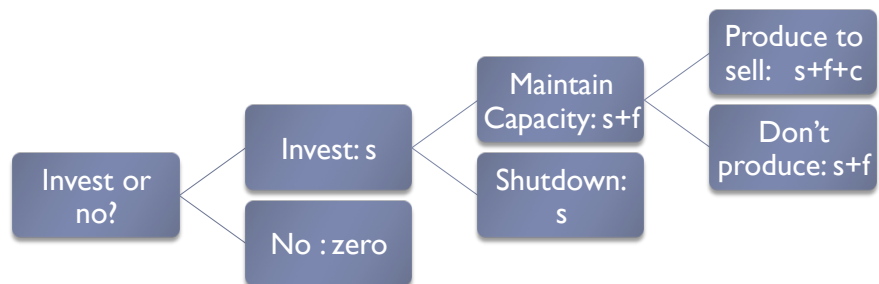 Invest or
no?
Invest: s
No : zero
Maintain
Capacity: s+f
Shutdown:
s
Produce to
sell:   s+f+c
Don't
produce: s+f